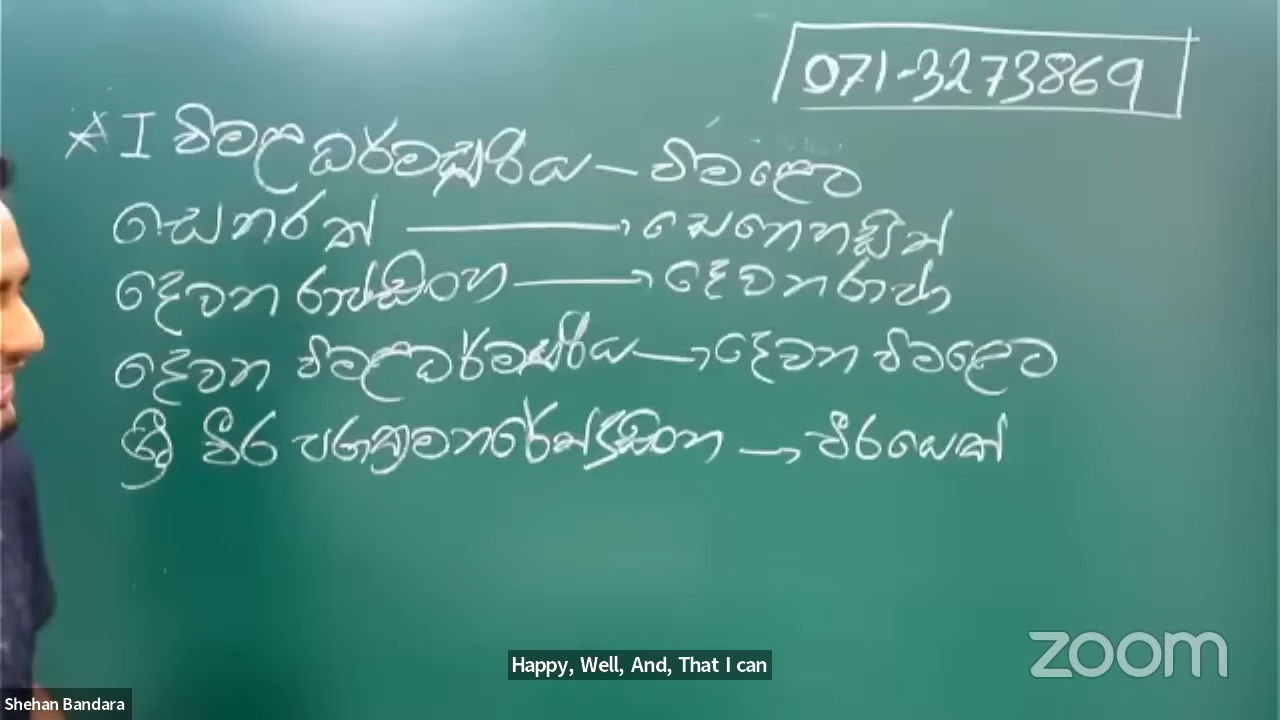 071-3273869
★ I විමලධර්මසූරිය – විමලොට
සෙනරත් → සෙනෙහසින්
දෙවන රාජසිංහ → දෙවනරාජා
දෙවන විමලධර්මසූරිය → දෙවන විමලොට
ශ්‍රී වීර පරාක්‍රම නරේන්ද්‍රසිංහ → වීරයෙක්
Happy, Well, And, That I can
zoom
Shehan Bandara